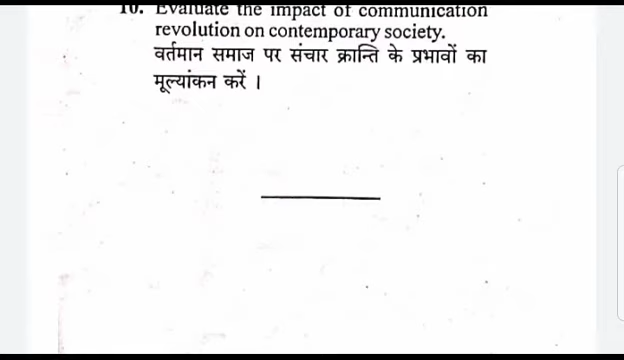 10. Evaluate the impact of communication
revolution on contemporary society.
वर्तमान समाज पर संचार क्रान्ति के प्रभावों का
मूल्यांकन करें ।